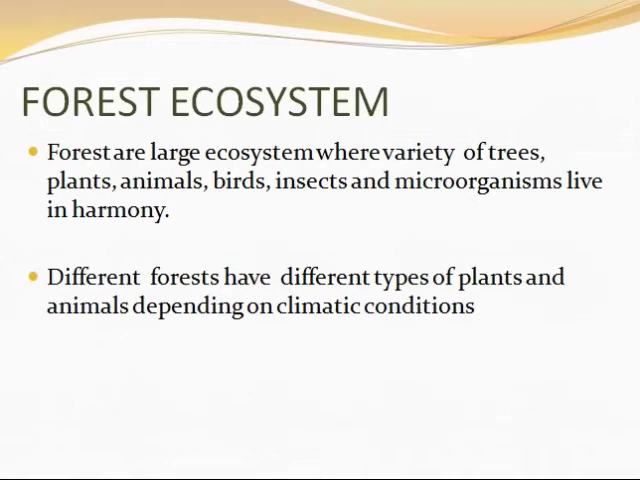 FOREST ECOSYSTEM
Forest are large ecosystem where variety of trees,
plants, animals, birds, insects and microorganisms live
in harmony.
Different forests have different types of plants and
animals depending on climatic conditions